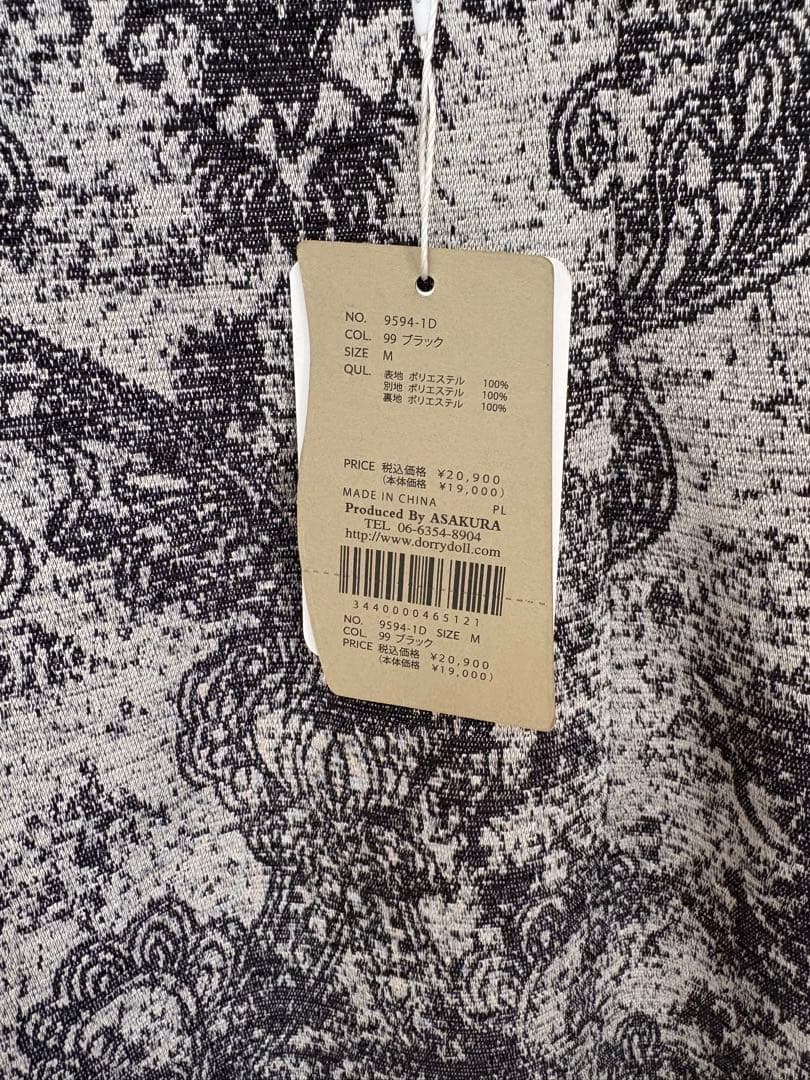 NO. 9594-1D
COL. 99 ブラック
SIZE M
QUL. 表地 ポリエステル 100%
別地 ポリエステル 100%
裏地 ポリエステル 100%
PRICE 税込価格 ¥20,900
(本体価格 ¥19,000)
MADE IN CHINA PL
Produced By ASAKURA
TEL 06-6354-8904
http://www.dorrydoll.com
3440000465121
NO. 9594-1D SIZE M
COL. 99 ブラック
PRICE 税込価格 ¥20,900
(本体価格 ¥19,000)